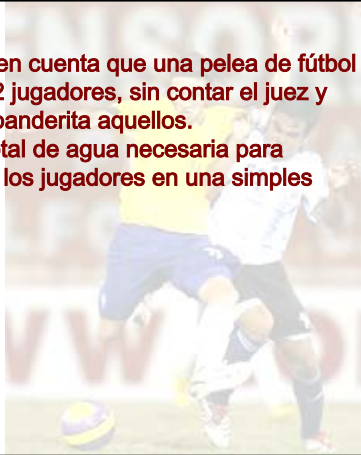 en cuenta que una pelea de fútbol
2 jugadores, sin contar el juez y
banderita aquellos.
tal de agua necesaria para
los jugadores en una simples